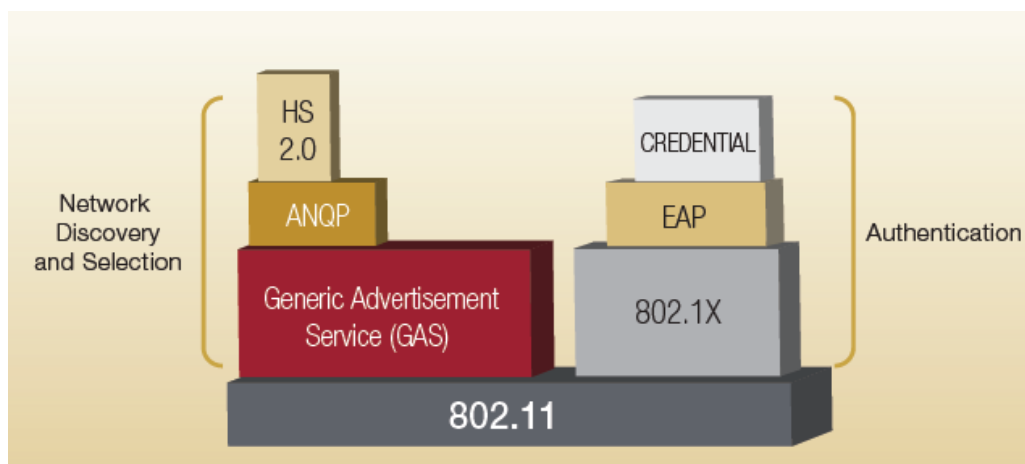 Network
Discovery
and Selection
HS
2.0
ANQP
Generic Advertisement
Service (GAS)
CREDENTIAL
EAP
802.1X
Authentication
802.11